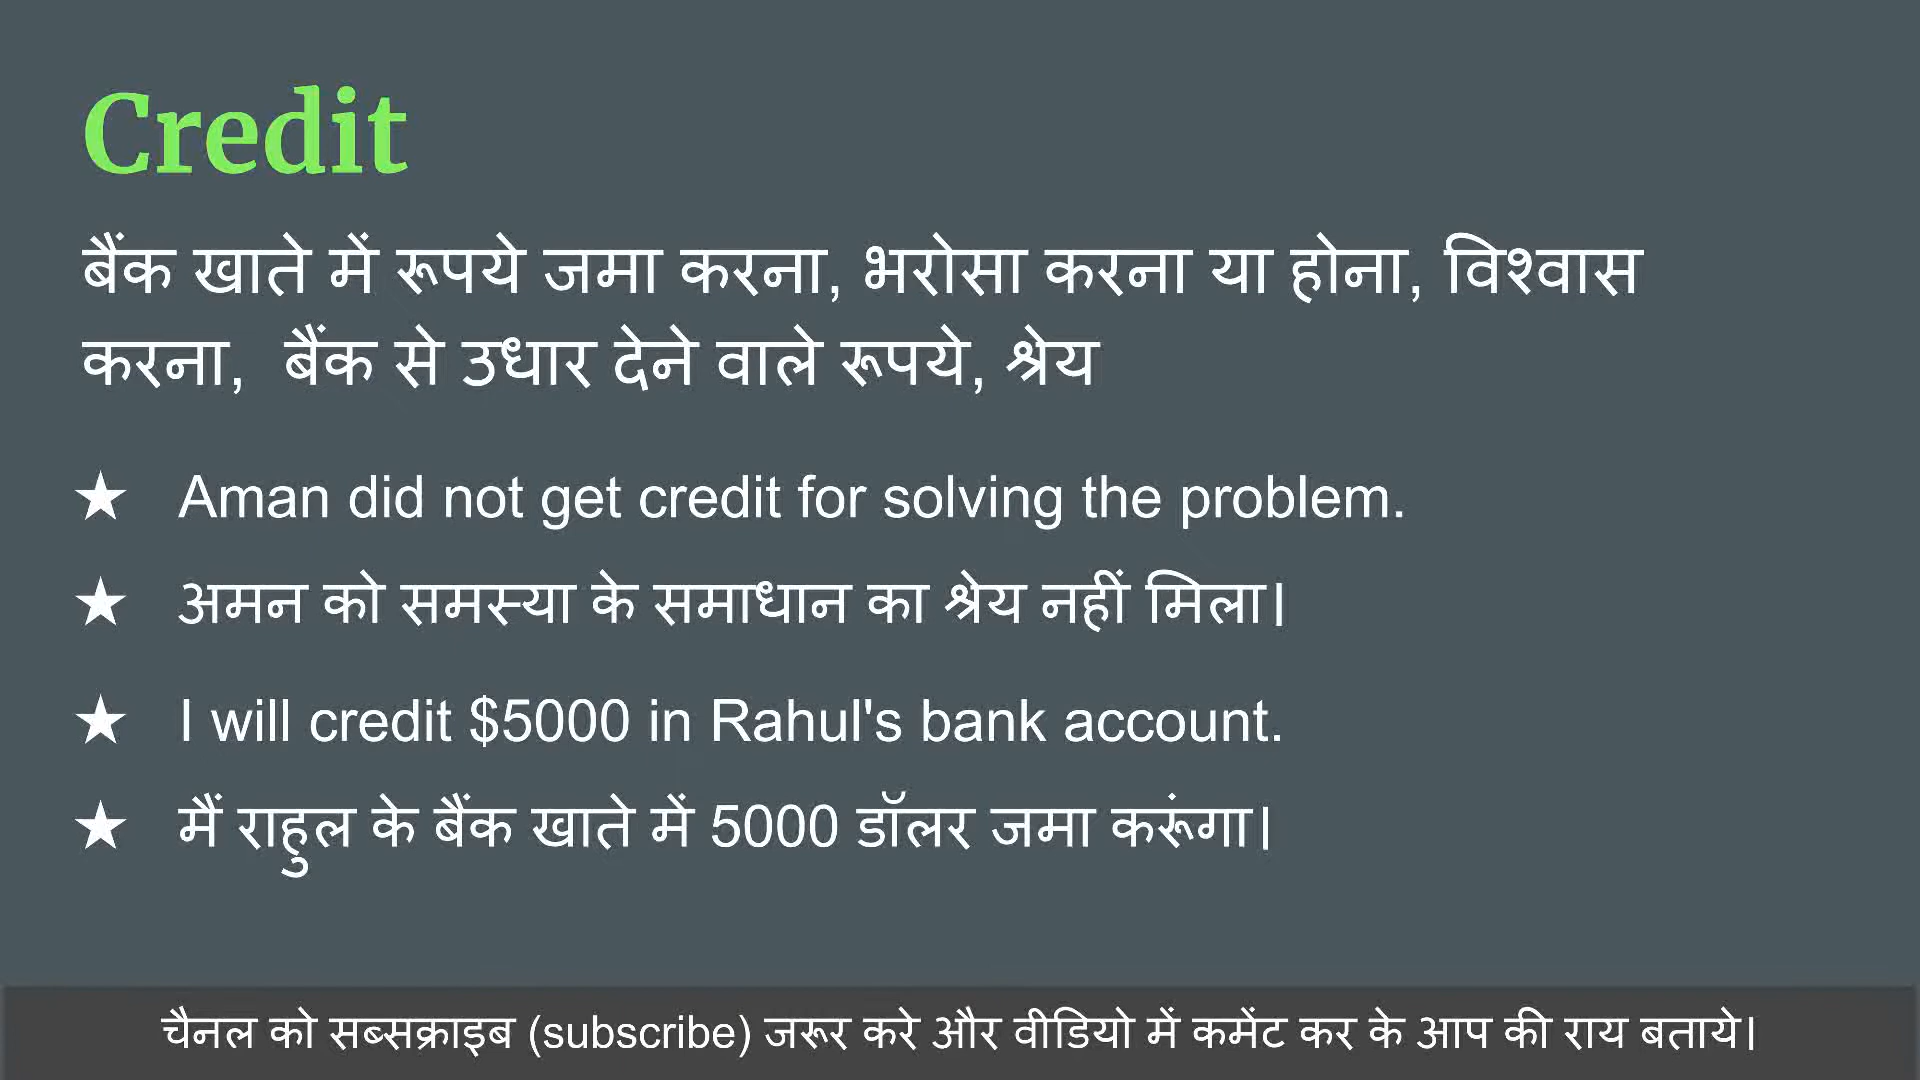 Credit
बैंक खाते में रूपये जमा करना, भरोसा करना या होना, विश्वास
करना,  बैंक से उधार देने वाले रूपये, श्रेय
★ Aman did not get credit for solving the problem.
★ अमन को समस्या के समाधान का श्रेय नहीं मिला।
★ I will credit $5000 in Rahul's bank account.
★ मैं राहुल के बैंक खाते में 5000 डॉलर जमा करूंगा।
चैनल को सब्सक्राइब (subscribe) जरूर करे और वीडियो में कमेंट कर के आप की राय बताये।